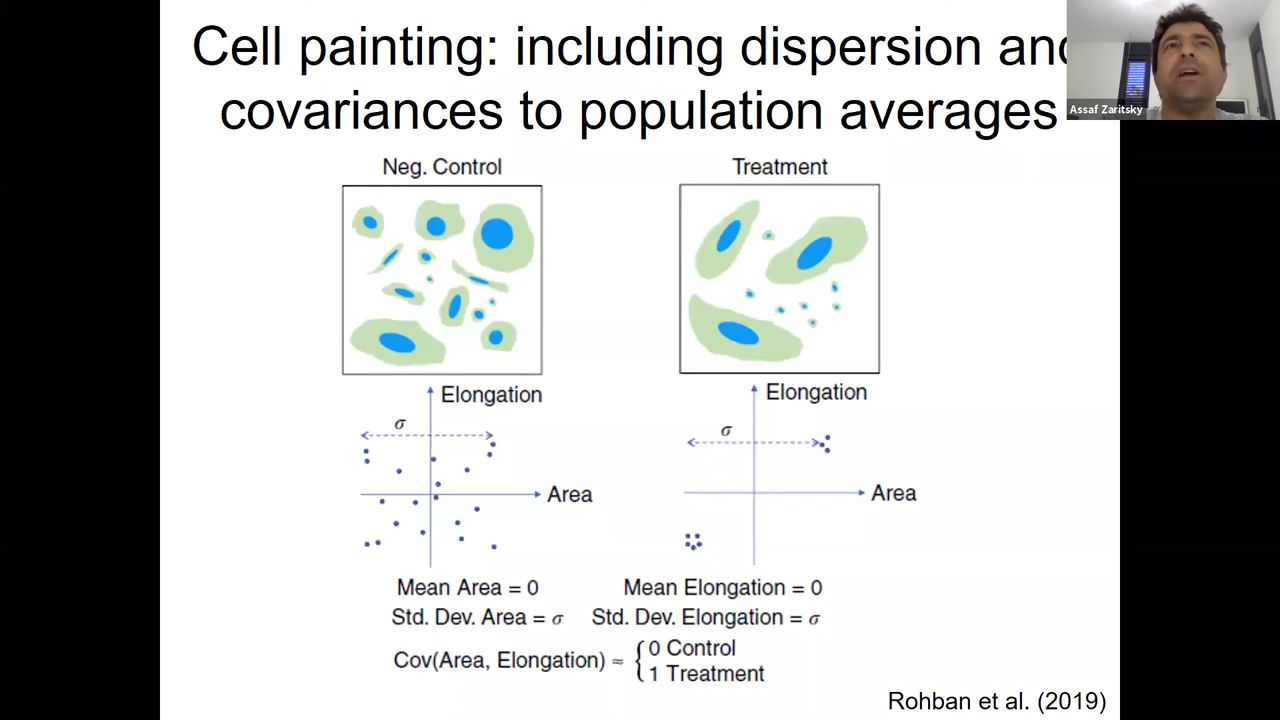 Cell painting: including dispersion and
covariances to population averages
Assaf Zaritsky
Neg. Control
Treatment
Elongation
σ
Area
Elongation
σ
Area
Mean Area = 0
Mean Elongation = 0
Std. Dev. Area = σ
Std. Dev. Elongation = σ
Cov(Area, Elongation) ≈ { 0 Control
1 Treatment
Rohban et al. (2019)